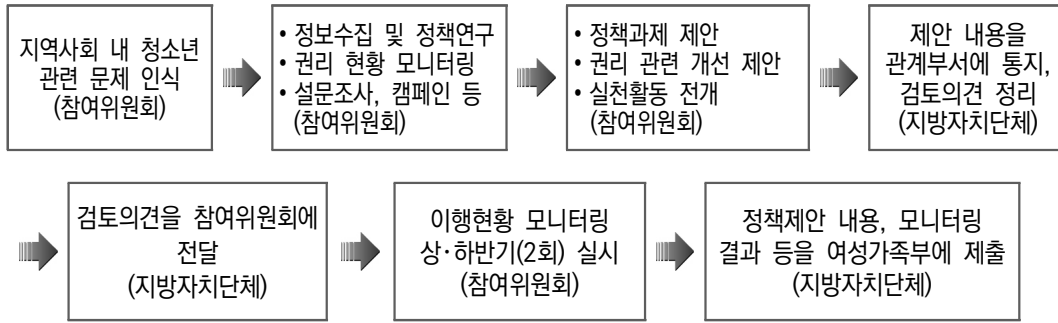 지역사회 내 청소년
관련 문제 인식
(참여위원회)
• 정보수집 및 정책연구
• 권리 현황 모니터링
• 설문조사, 캠페인 등
(참여위원회)
• 정책과제 제안
• 권리 관련 개선 제안
• 실천활동 전개
(참여위원회)
제안 내용을
관계부서에 통지,
검토의견 정리
(지방자치단체)
검토의견을 참여위원회에
전달
(지방자치단체)
이행현황 모니터링
상·하반기(2회) 실시
(참여위원회)
정책제안 내용, 모니터링
결과 등을 여성가족부에 제출
(지방자치단체)